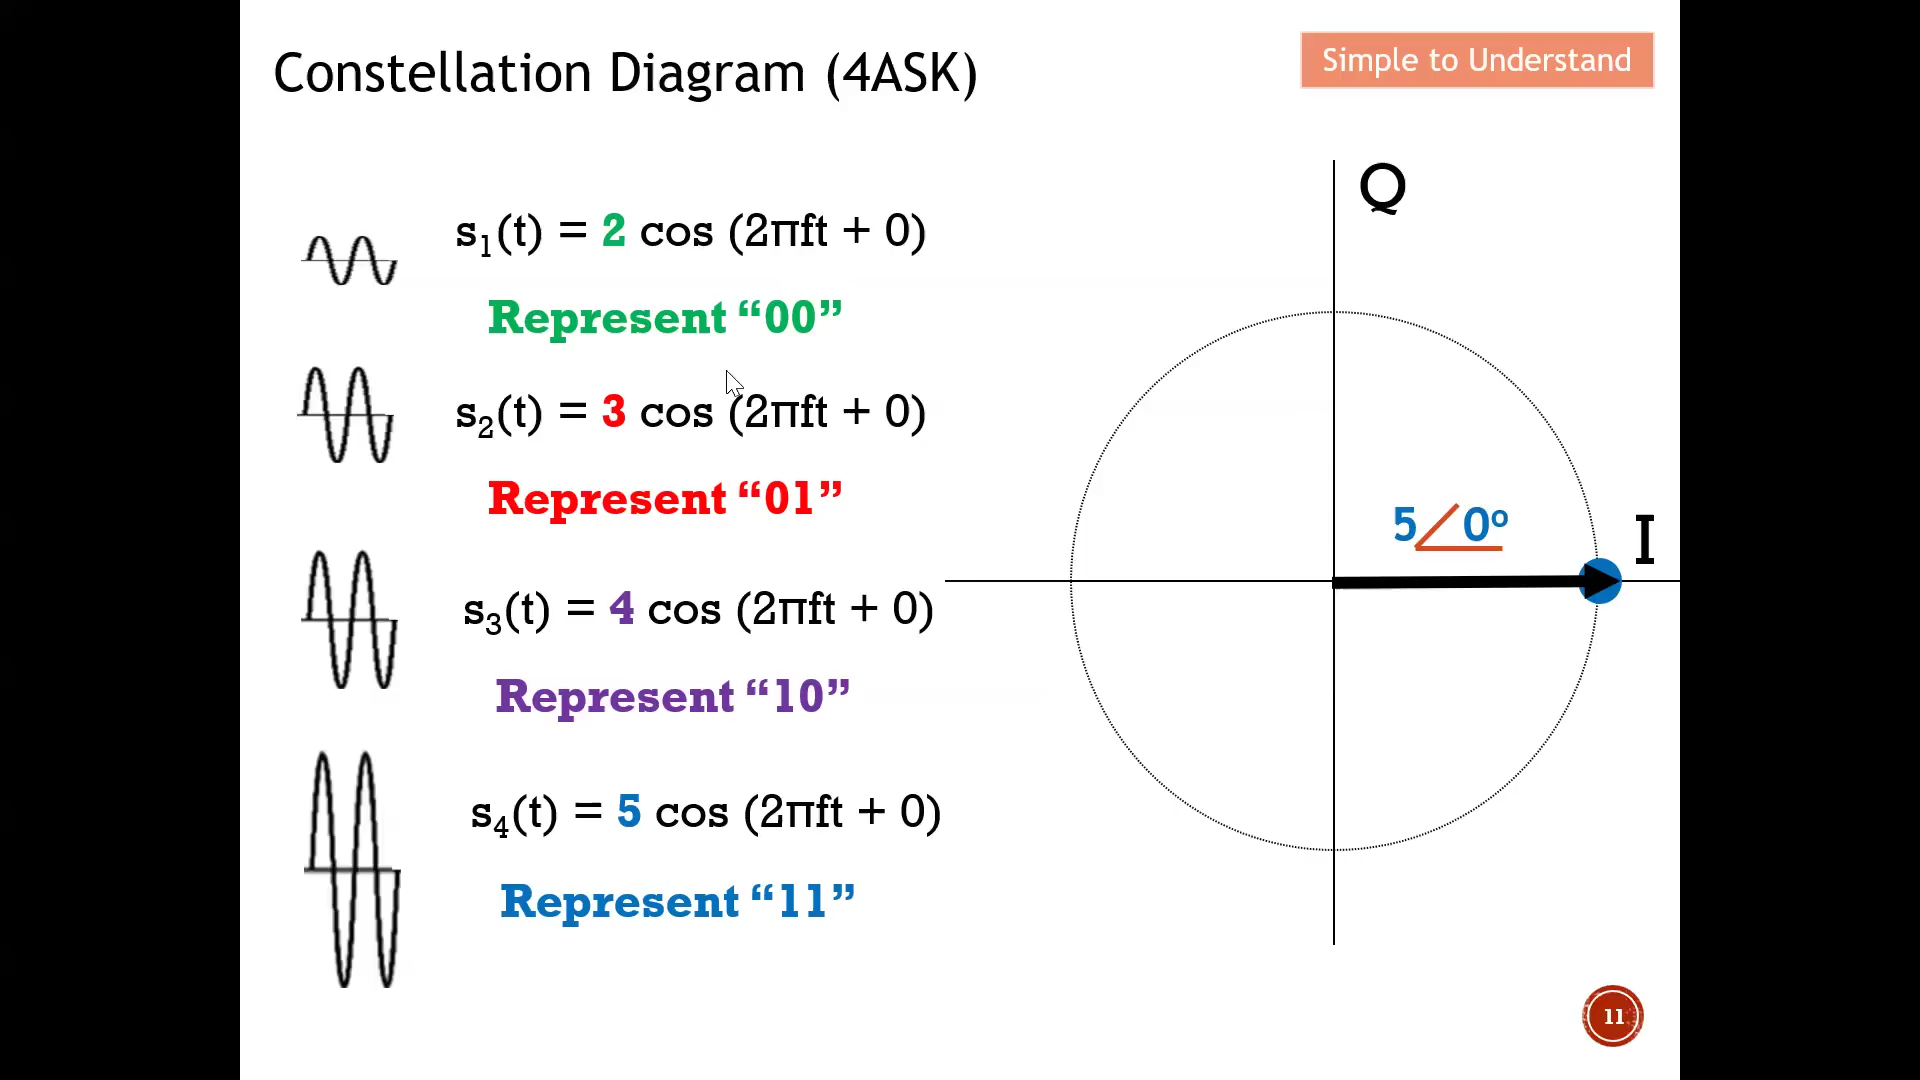 Constellation Diagram (4ASK)
Simple to Understand
s₁(t) = 2 cos (2πft + 0)
Represent “00”
s₂(t) = 3 cos (2πft + 0)
Represent “01”
s₃(t) = 4 cos (2πft + 0)
Represent “10”
s₄(t) = 5 cos (2πft + 0)
Represent “11”
Q
5∠0º
I
11